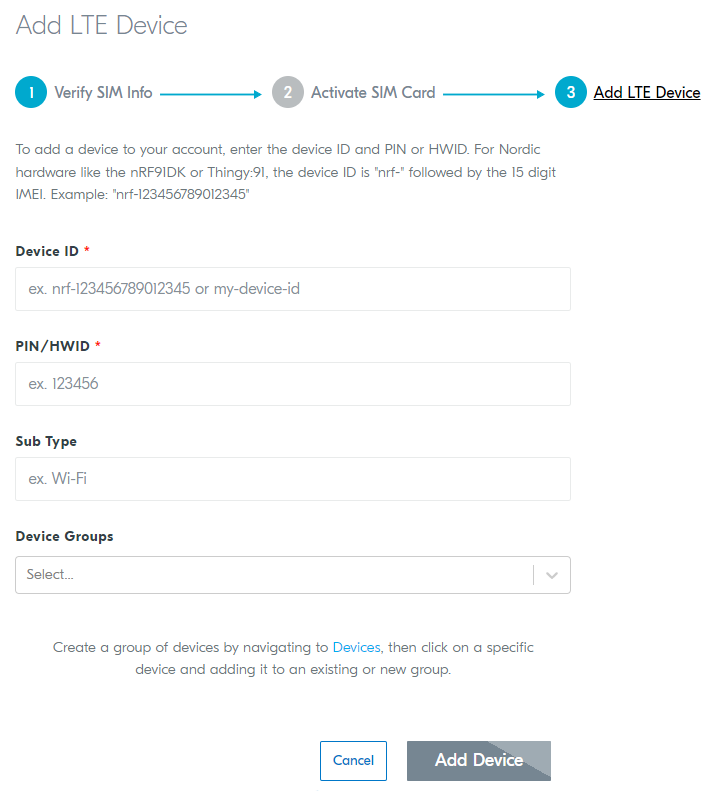 Add LTE Device
1 Verify SIM Info 2 Activate SIM Card 3 Add LTE Device
To add a device to your account, enter the device ID and PIN or HWID. For Nordic
hardware like the nRF91DK or Thingy:91, the device ID is "nrf-" followed by the 15 digit
IMEI. Example: "nrf-123456789012345"
Device ID *
ex. nrf-123456789012345 or my-device-id
PIN/HWID *
ex. 123456
Sub Type
ex. Wi-Fi
Device Groups
Select...
Create a group of devices by navigating to Devices, then click on a specific
device and adding it to an existing or new group.
Cancel Add Device